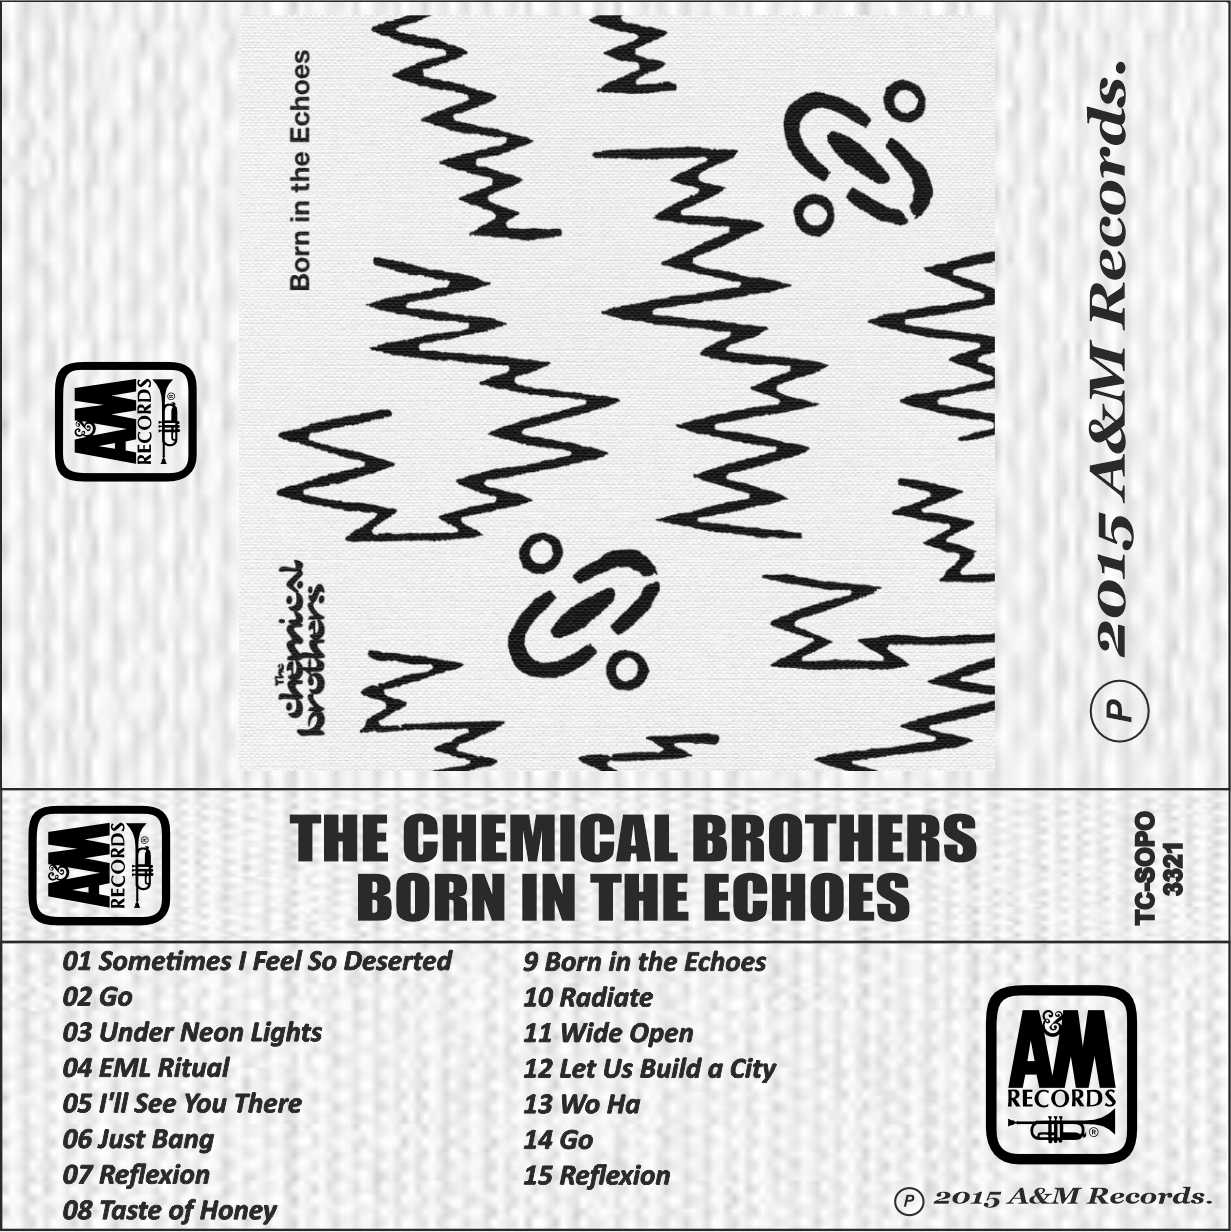 Born in the Echoes
The
chemical
brothers
A&M
RECORDS
®
P 2015 A&M Records.
A&M
RECORDS
®
THE CHEMICAL BROTHERS
BORN IN THE ECHOES
TC-SOPO
3321
01 Sometimes I Feel So Deserted
02 Go
03 Under Neon Lights
04 EML Ritual
05 I'll See You There
06 Just Bang
07 Reflexion
08 Taste of Honey
9 Born in the Echoes
10 Radiate
11 Wide Open
12 Let Us Build a City
13 Wo Ha
14 Go
15 Reflexion
A&M
RECORDS
®
P 2015 A&M Records.